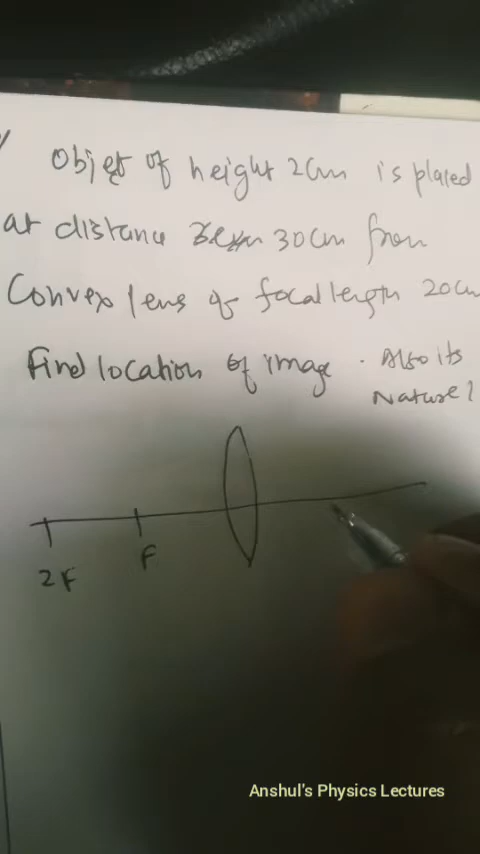 Object of height 2cm is placed
at distance 30cm from
Convex lens of focal length 20cm
Find location of image. Also its
Nature?
2F
F
Anshul's Physics Lectures